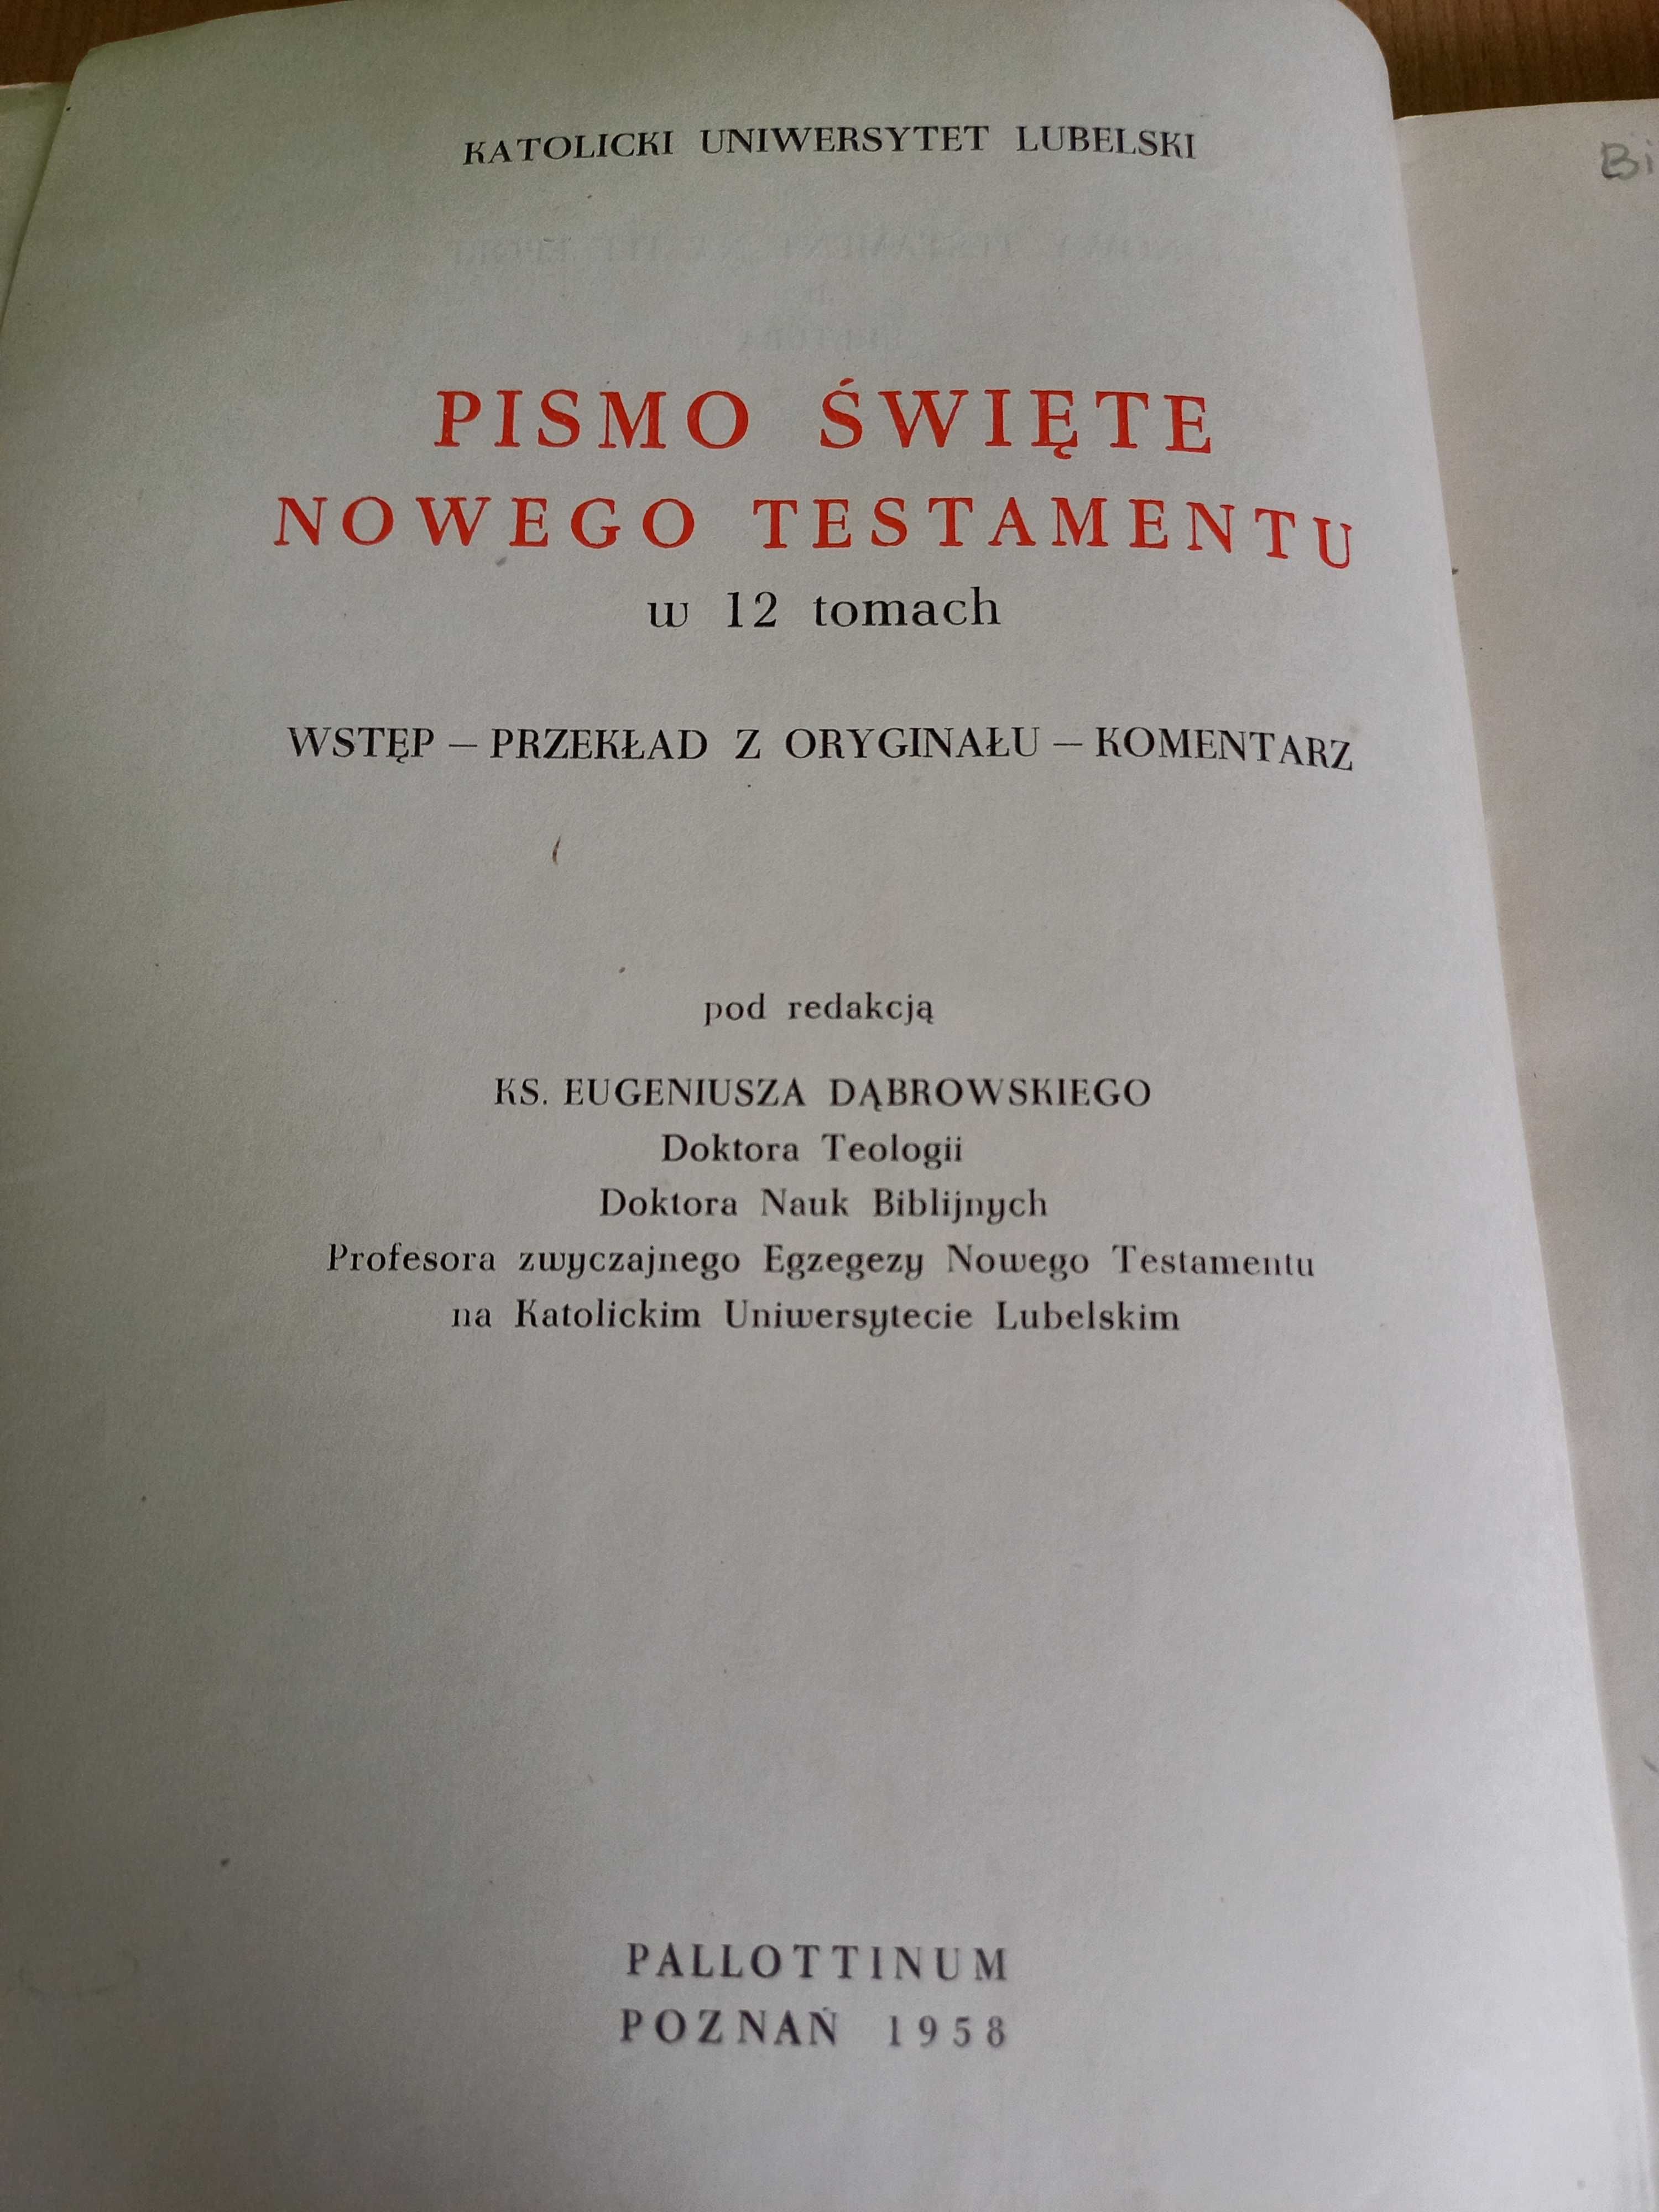 KATOLICKI UNIWERSYTET LUBELSKI
PISMO ŚWIĘTE
NOWEGO TESTAMENTU
w 12 tomach
WSTĘP – PRZEKŁAD Z ORYGINAŁU – KOMENTARZ
pod redakcją
KS. EUGENIUSZA DĄBROWSKIEGO
Doktora Teologii
Doktora Nauk Biblijnych
Profesora zwyczajnego Egzegezy Nowego Testamentu
na Katolickim Uniwersytecie Lubelskim
PALLOTTINUM
POZNAŃ 1958